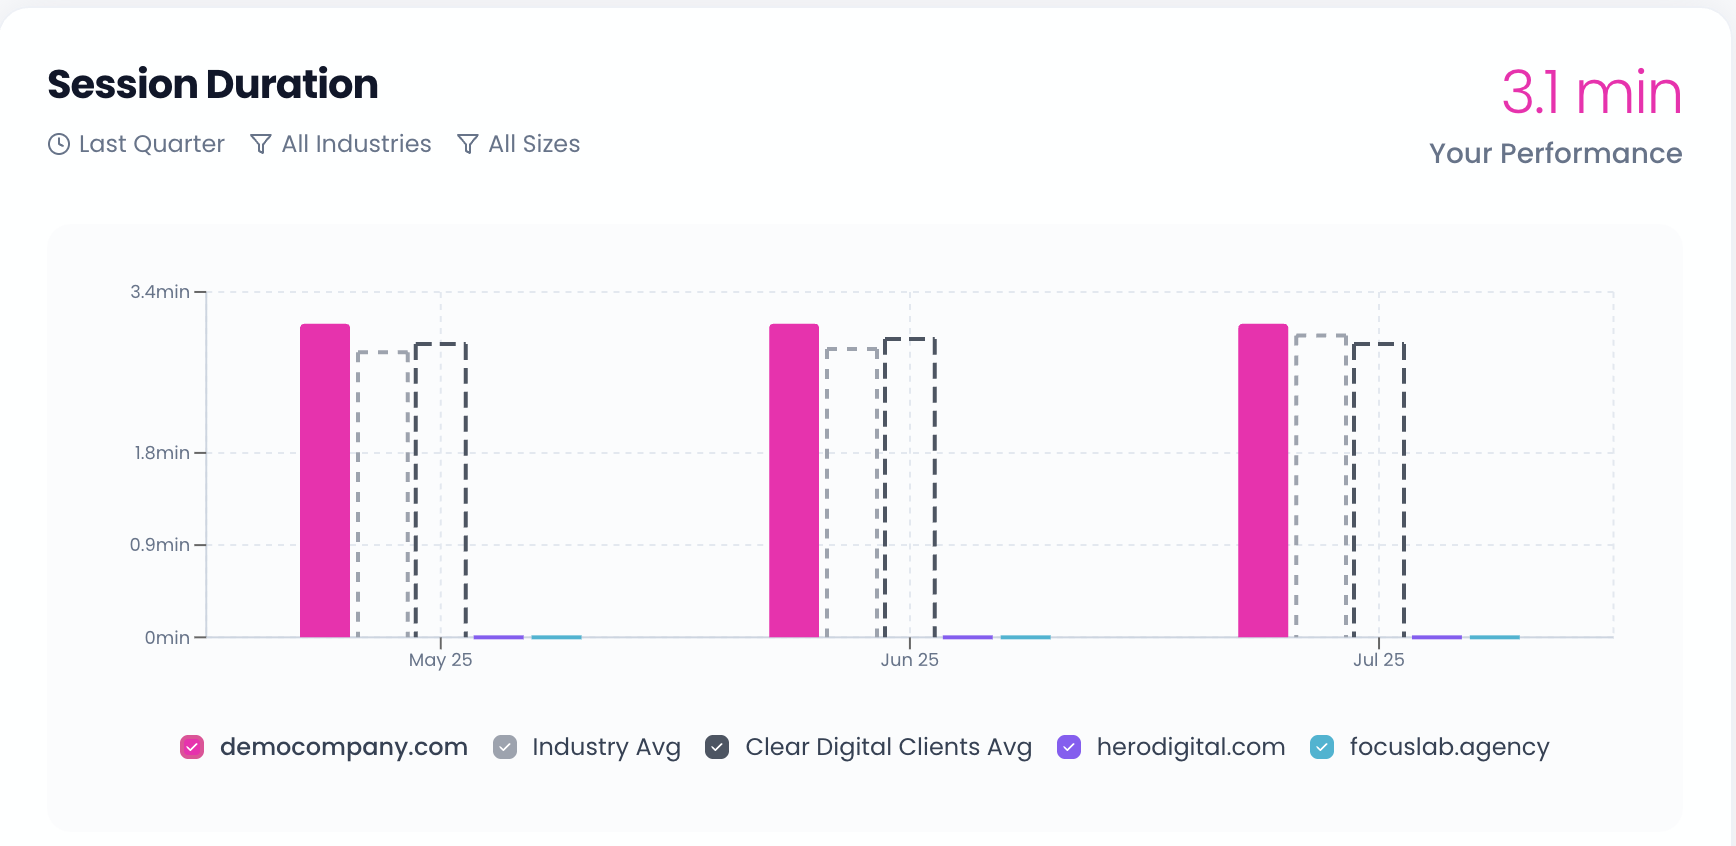 Session Duration
Last Quarter All Industries All Sizes
3.1 min
Your Performance
3.4min
1.8min
0.9min
0min
May 25 Jun 25 Jul 25
democompany.com Industry Avg Clear Digital Clients Avg herodigital.com focuslab.agency